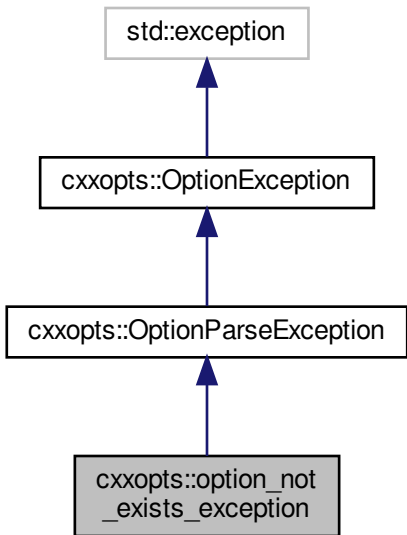 std::exception
cxxopts::OptionException
cxxopts::OptionParseException
cxxopts::option_not
_exists_exception